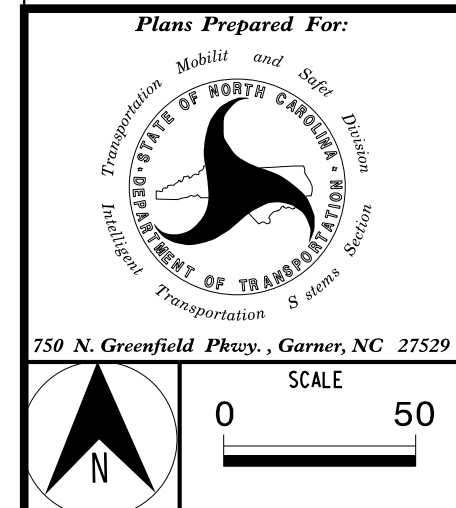 Plans Prepared For:
Transportation Mobilit and Safet Division
STATE OF NORTH CAROLINA
DEPARTMENT OF TRANSPORTATION
Intelligent Transportation S stems Section
750 N. Greenfield Pkwy. , Garner, NC 27529
N
SCALE
0 50